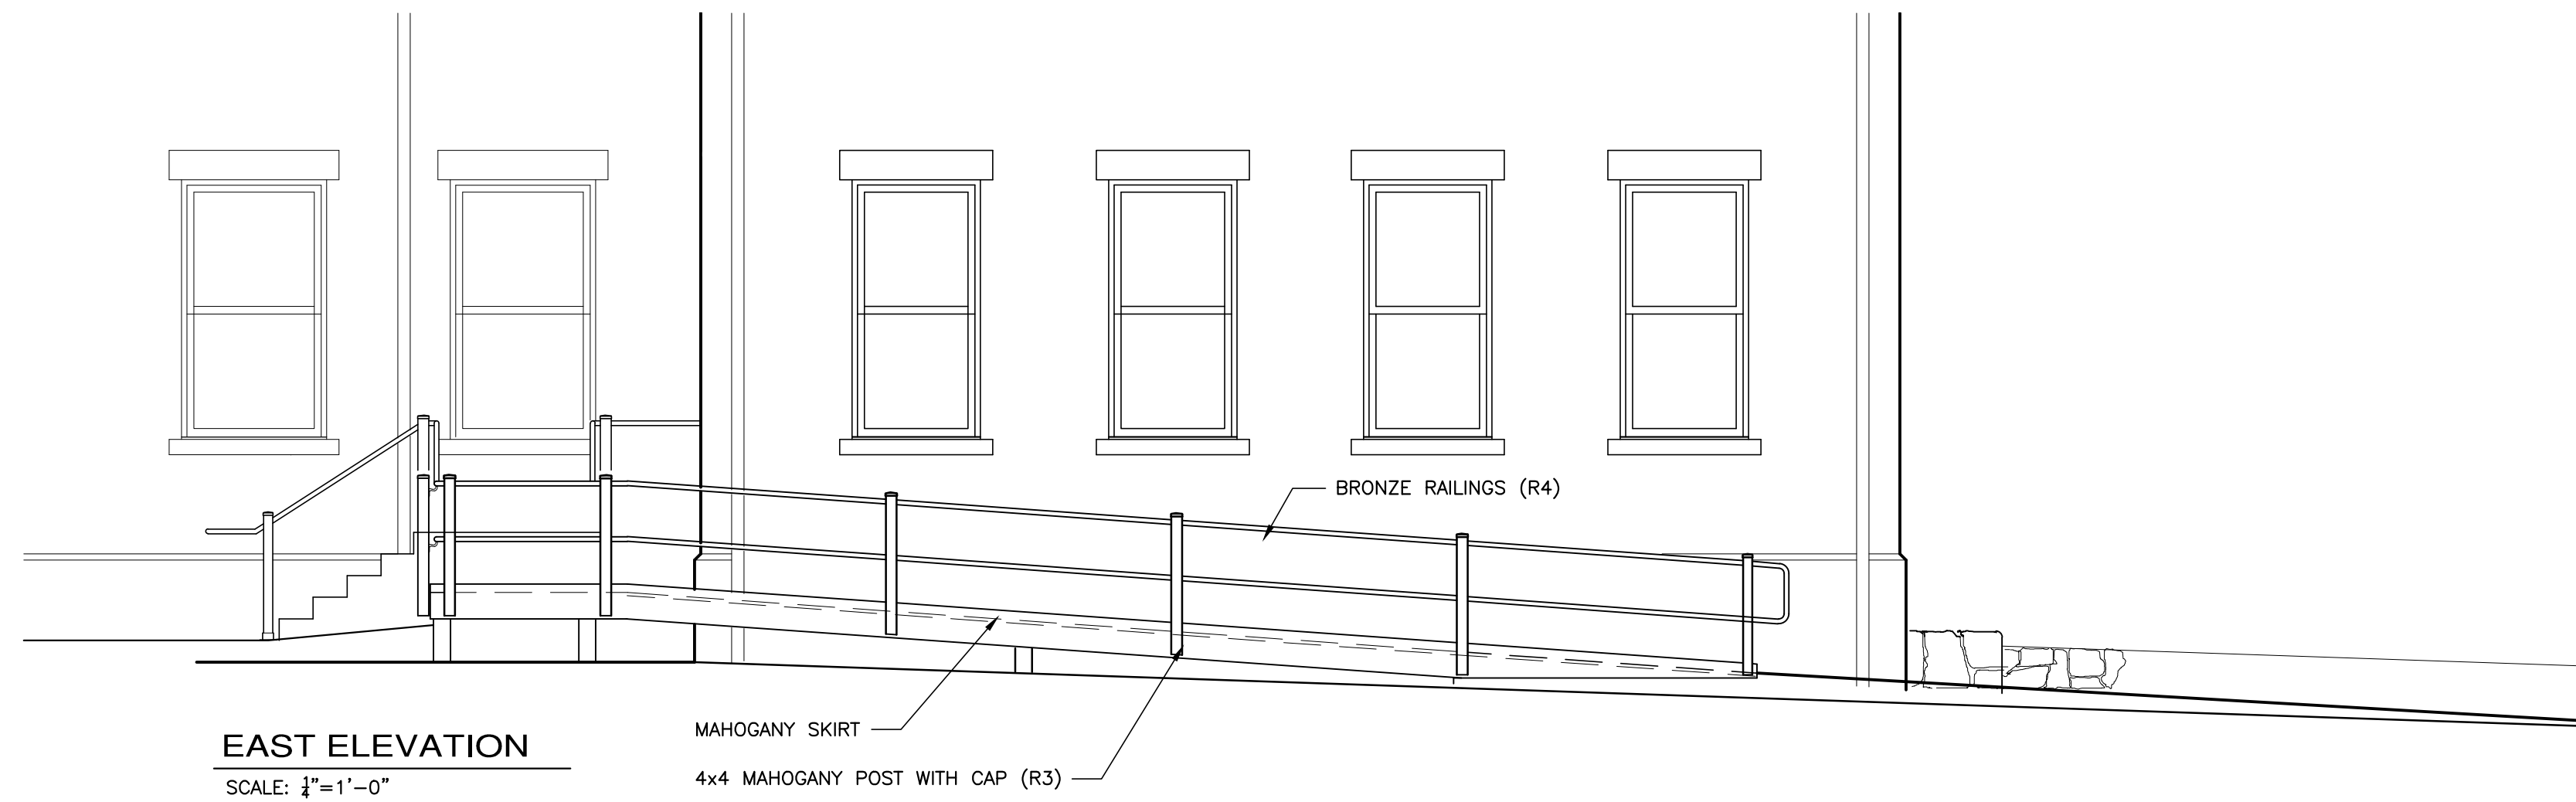 BRONZE RAILINGS (R4)
MAHOGANY SKIRT
4x4 MAHOGANY POST WITH CAP (R3)
EAST ELEVATION
SCALE: ¼"=1'-0"